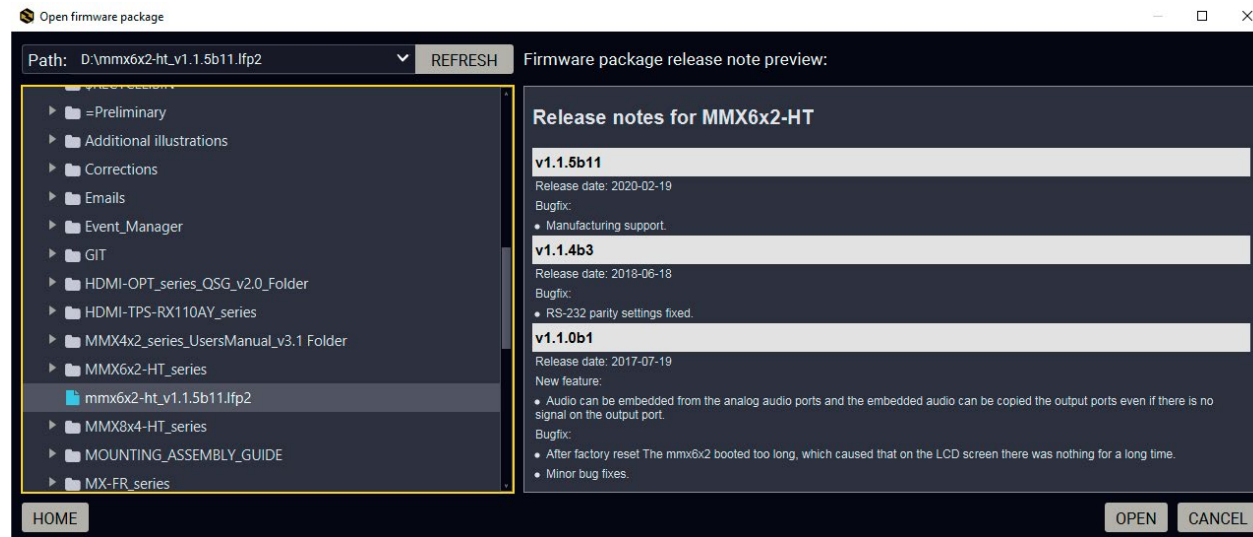 Open firmware package
Path: D:\mmx6x2-ht_v1.1.5b11.lfp2
REFRESH
Firmware package release note preview:
=Preliminary
Additional illustrations
Corrections
Emails
Event_Manager
GIT
HDMI-OPT_series_QSG_v2.0_Folder
HDMI-TPS-RX110AY_series
MMX4x2_series_UsersManual_v3.1 Folder
MMX6x2-HT_series
mmx6x2-ht_v1.1.5b11.lfp2
MMX8x4-HT_series
MOUNTING_ASSEMBLY_GUIDE
MX-FR_series
Release notes for MMX6x2-HT
v1.1.5b11
Release date: 2020-02-19
Bugfix:
• Manufacturing support.
v1.1.4b3
Release date: 2018-06-18
Bugfix:
• RS-232 parity settings fixed.
v1.1.0b1
Release date: 2017-07-19
New feature:
• Audio can be embedded from the analog audio ports and the embedded audio can be copied the output ports even if there is no
signal on the output port.
Bugfix:
• After factory reset The mmx6x2 booted too long, which caused that on the LCD screen there was nothing for a long time.
• Minor bug fixes.
HOME
OPEN
CANCEL